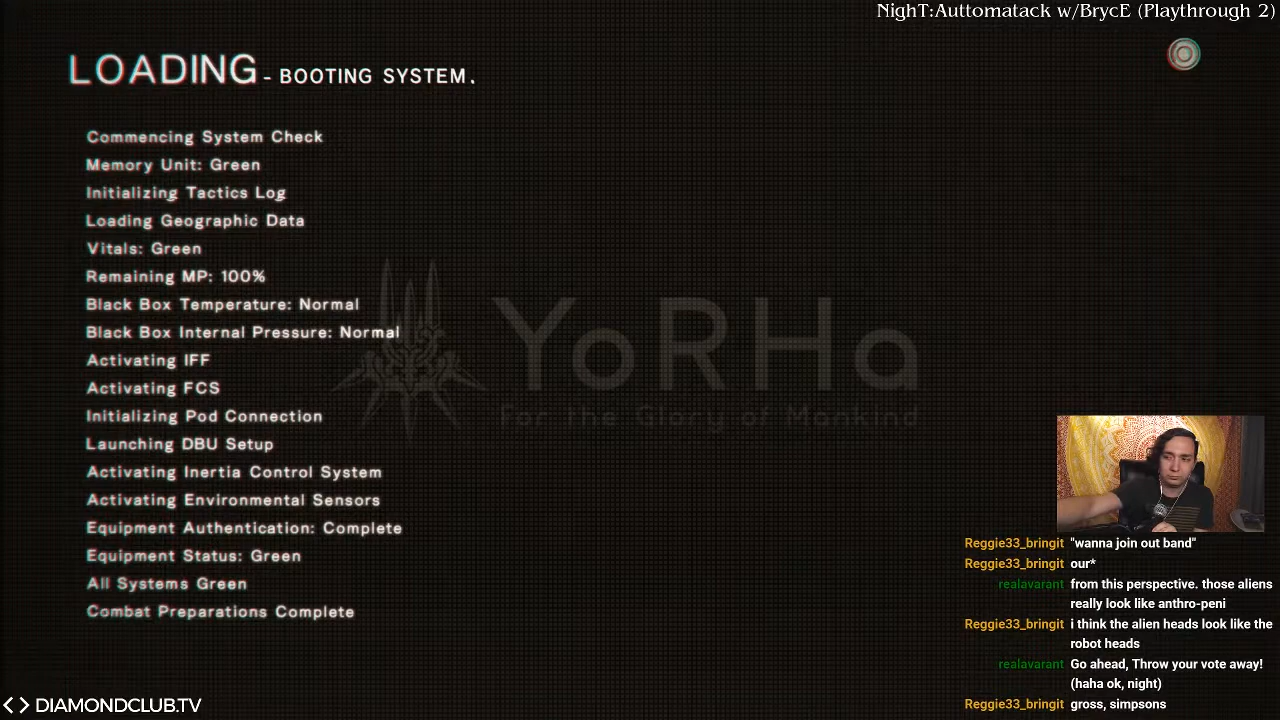 NighT:Auttomatack w/BrycE (Playthrough 2)
LOADING - BOOTING SYSTEM.
Commencing System Check
Memory Unit: Green
Initializing Tactics Log
Loading Geographic Data
Vitals: Green
Remaining MP: 100%
Black Box Temperature: Normal
Black Box Internal Pressure: Normal
Activating IFF
Activating FCS
Initializing Pod Connection
Launching DBU Setup
Activating Inertia Control System
Activating Environmental Sensors
Equipment Authentication: Complete
Equipment Status: Green
All Systems Green
Combat Preparations Complete
YoRHa
For the Glory of Mankind
Reggie33_bringit "wanna join out band"
Reggie33_bringit our*
realavarant from this perspective. those aliens
really look like anthro-peni
Reggie33_bringit i think the alien heads look like the
robot heads
realavarant Go ahead, Throw your vote away!
(haha ok, night)
Reggie33_bringit gross, simpsons
<> DIAMONDCLUB.TV